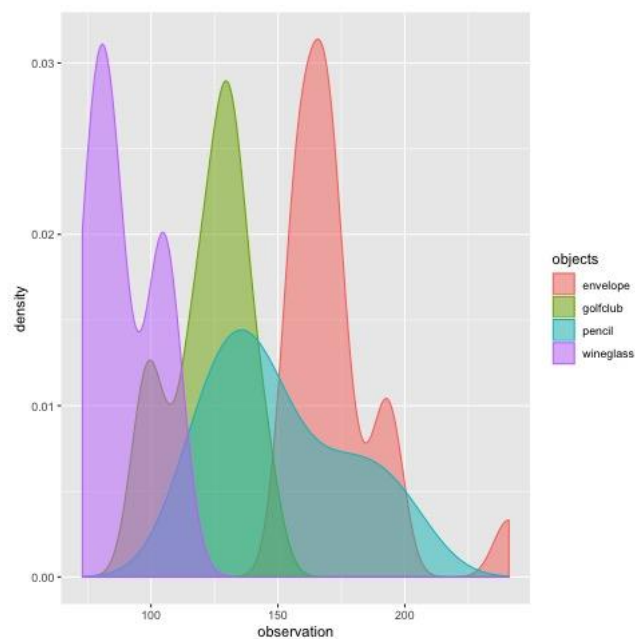 0.03
0.02
0.01
0.00
density
100 150 200
observation
objects
envelope
golfclub
pencil
wineglass